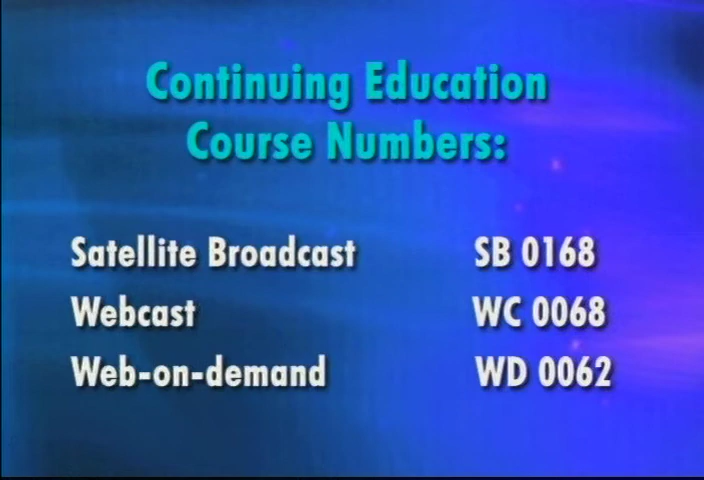 Continuing Education
Course Numbers:
Satellite Broadcast SB 0168
Webcast WC 0068
Web-on-demand WD 0062